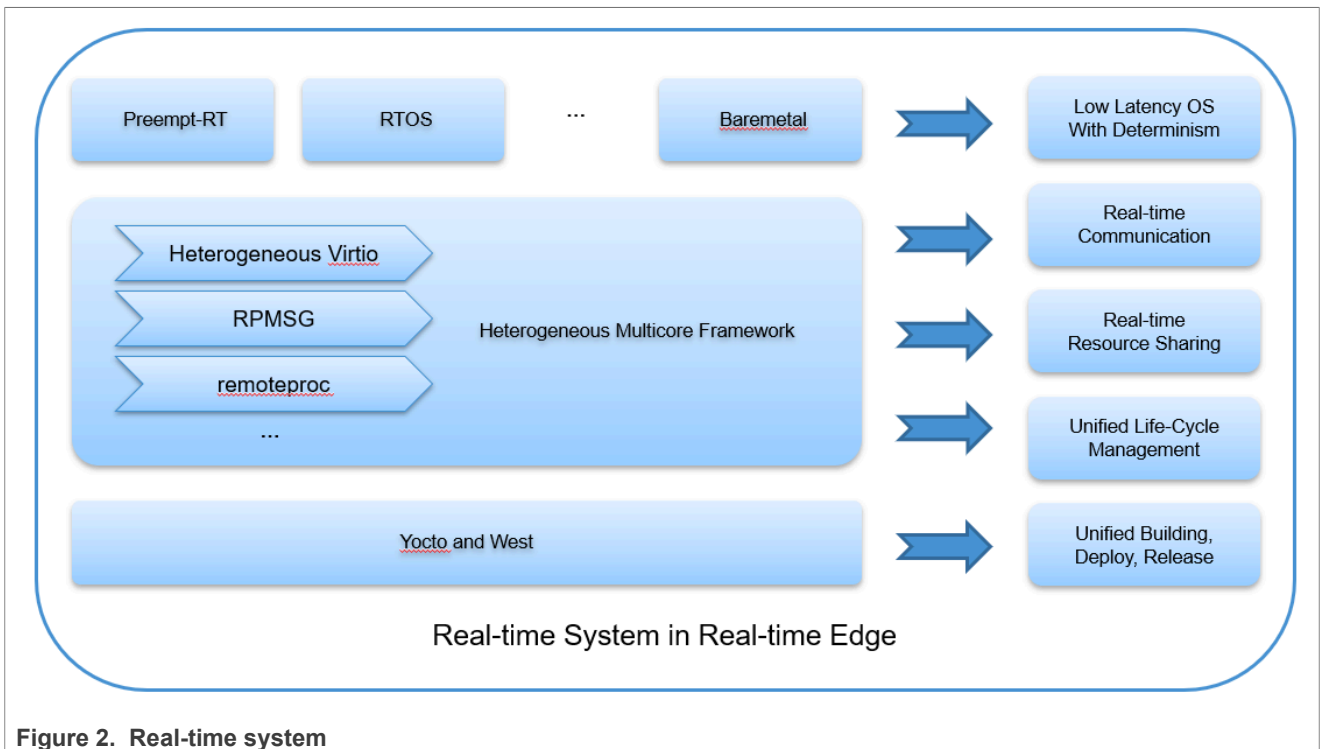 Preempt-RT
RTOS
...
Baremetal
Low Latency OS
With Determinism
Heterogeneous Virtio
RPMSG
remoteproc
...
Heterogeneous Multicore Framework
Real-time
Communication
Real-time
Resource Sharing
Unified Life-Cycle
Management
Yocto and West
Unified Building,
Deploy, Release
Real-time System in Real-time Edge
Figure 2. Real-time system